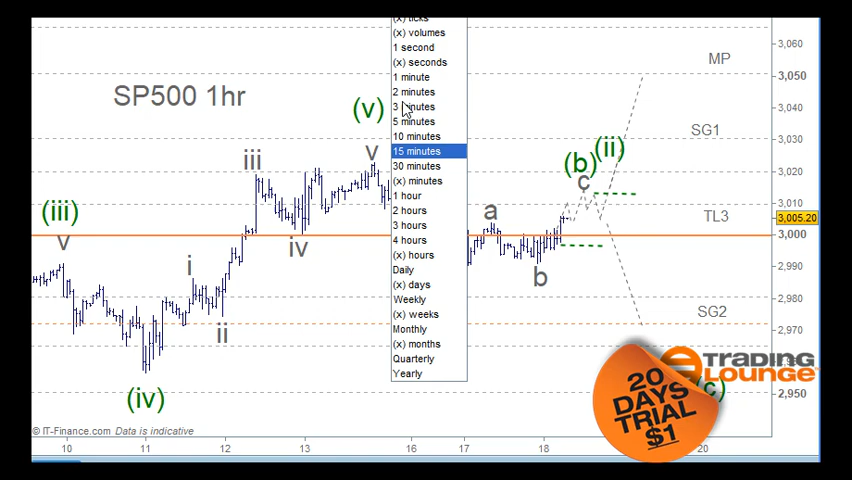 (x) ticks
(x) volumes
1 second
(x) seconds
1 minute
2 minutes
3 minutes
5 minutes
10 minutes
15 minutes
30 minutes
(x) minutes
1 hour
2 hours
3 hours
4 hours
(x) hours
Daily
(x) days
Weekly
(x) weeks
Monthly
(x) months
Quarterly
Yearly
SP500 1hr
(iii)
v
(iv)
i
ii
iii
iv
v
(v)
a
b
(b)
c
(ii)
MP
SG1
TL3
SG2
(c)
3,060
3,050
3,040
3,030
3,020
3,010
3,005.20
3,000
2,990
2,980
2,970
2,950
TRADING
LOUNGE
20
DAYS
TRIAL
$1
© IT-Finance.com Data is indicative
10
11
12
13
16
17
18
20